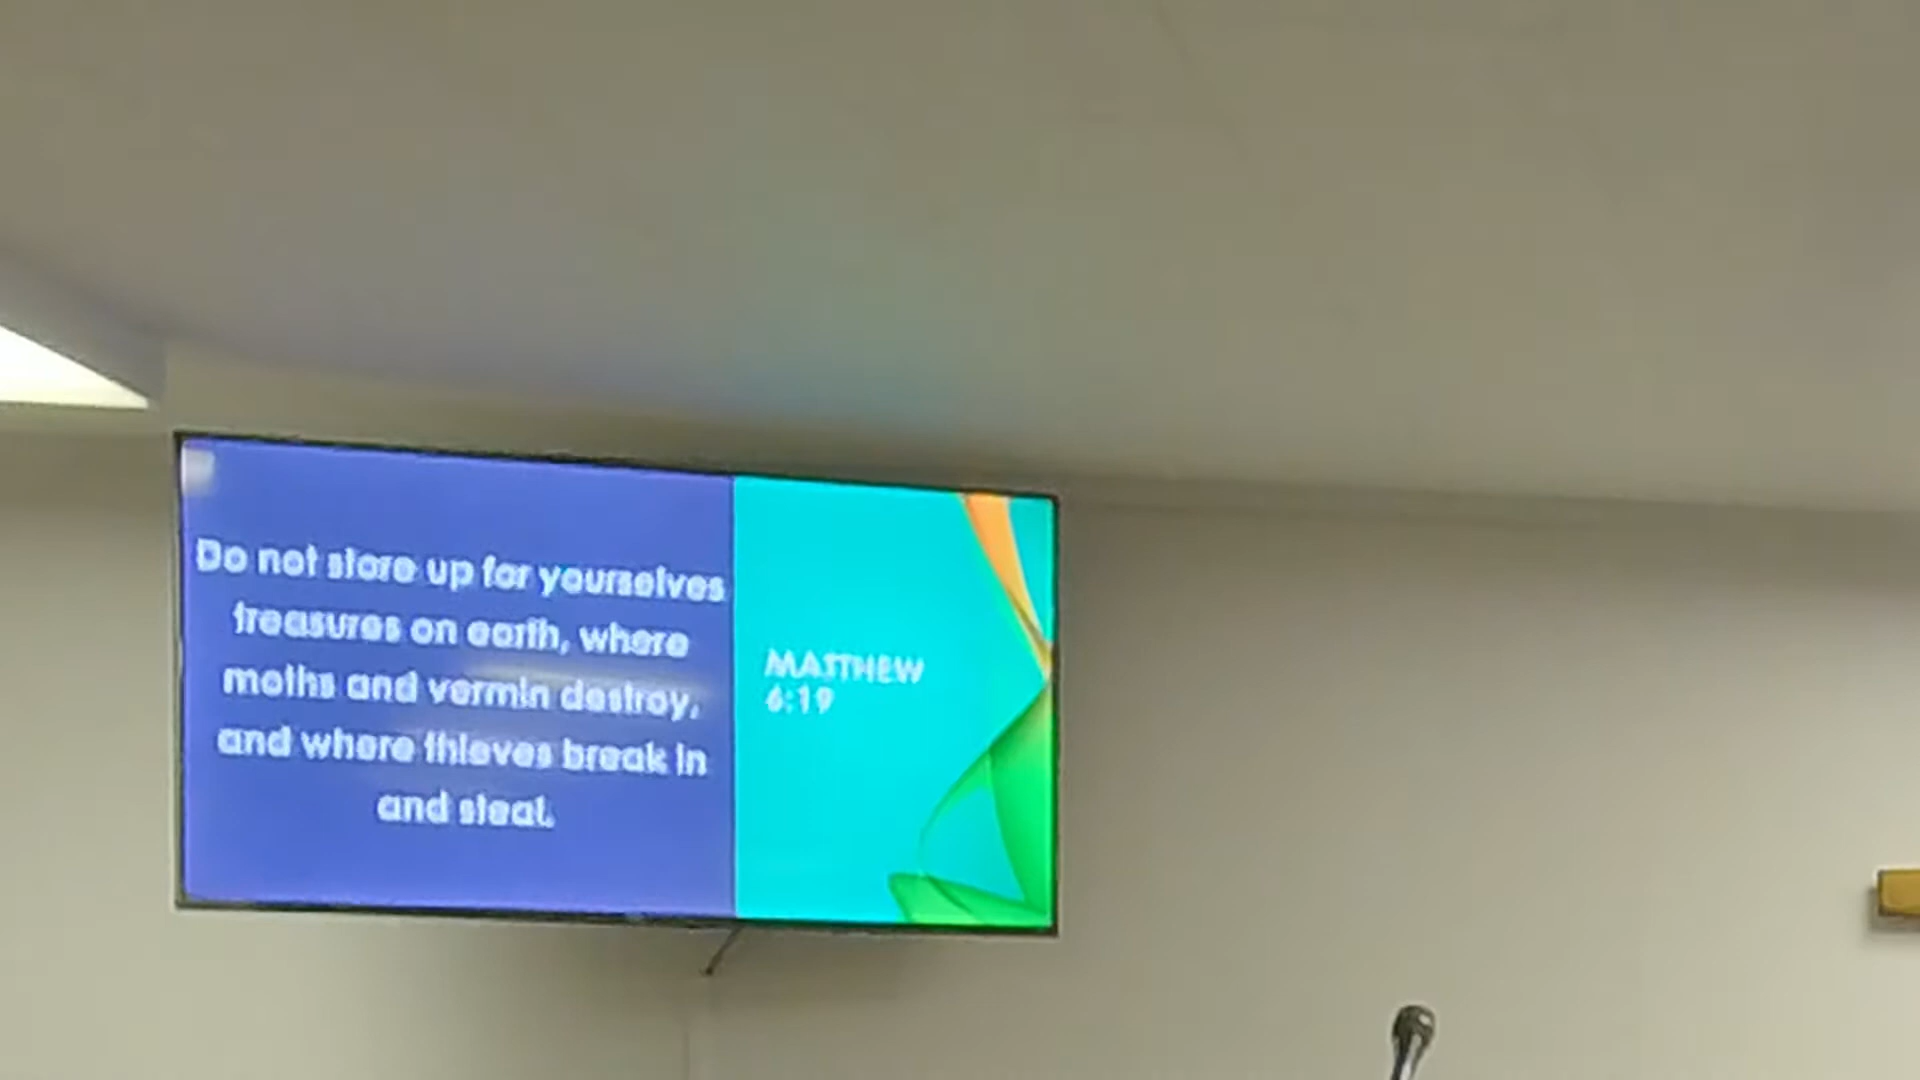 Do not store up for yourselves
treasures on earth, where
moths and vermin destroy,
and where thieves break in
and steal.
MATTHEW
6:19